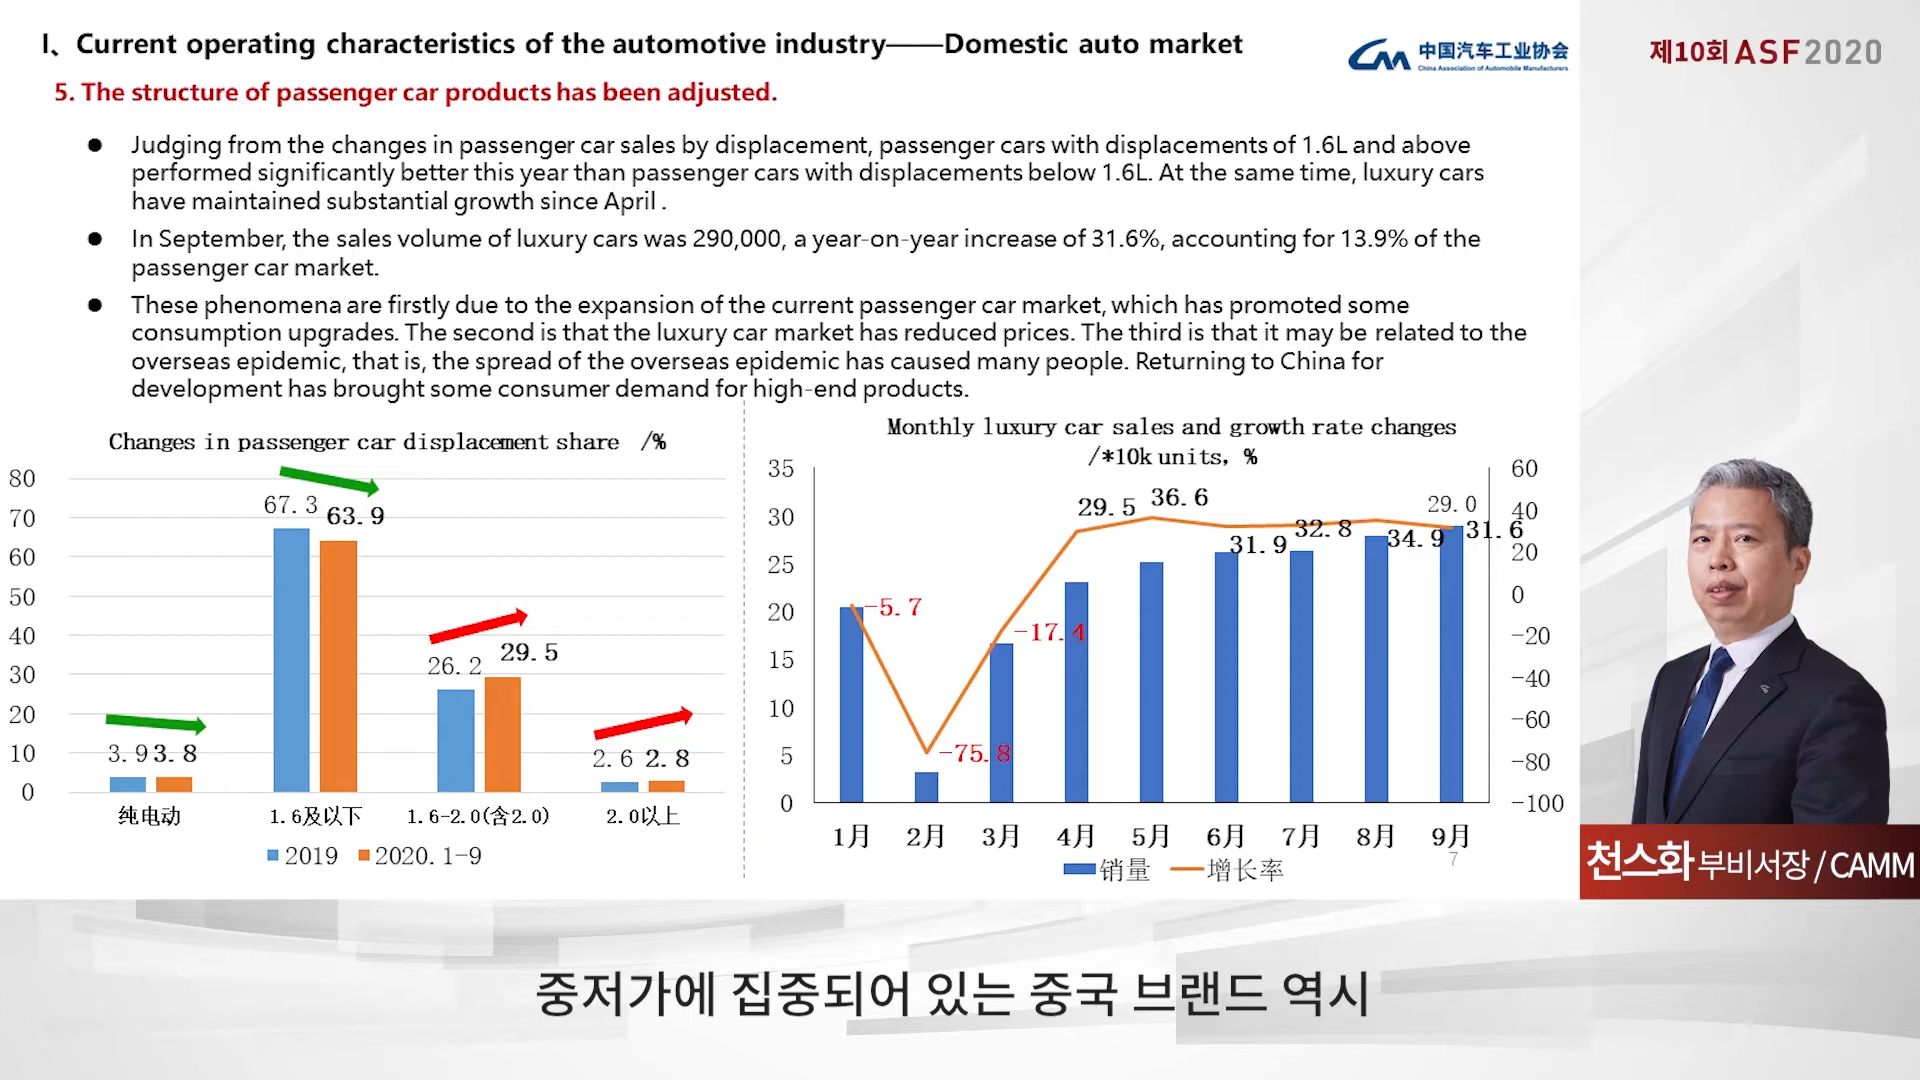 I、Current operating characteristics of the automotive industry——Domestic auto market
中国汽车工业协会
China Association of Automobile Manufacturers
제10회 ASF2020
5. The structure of passenger car products has been adjusted.
● Judging from the changes in passenger car sales by displacement, passenger cars with displacements of 1.6L and above
performed significantly better this year than passenger cars with displacements below 1.6L. At the same time, luxury cars
have maintained substantial growth since April .
● In September, the sales volume of luxury cars was 290,000, a year-on-year increase of 31.6%, accounting for 13.9% of the
passenger car market.
● These phenomena are firstly due to the expansion of the current passenger car market, which has promoted some
consumption upgrades. The second is that the luxury car market has reduced prices. The third is that it may be related to the
overseas epidemic, that is, the spread of the overseas epidemic has caused many people. Returning to China for
development has brought some consumer demand for high-end products.
Changes in passenger car displacement share /%
80
70
60
50
40
30
20
10
0
3.9 3.8
67.3 63.9
26.2 29.5
2.6 2.8
纯电动 1.6及以下 1.6-2.0(含2.0) 2.0以上
2019 2020.1-9
Monthly luxury car sales and growth rate changes
/*10k units, %
35
30
25
20
15
10
5
0
-5.7
-75.8
-17.4
29.5
36.6
31.9
32.8
34.9
29.0
31.6
60
40
20
0
-20
-40
-60
-80
-100
1月 2月 3月 4月 5月 6月 7月 8月 9月
销量 增长率
7
천스화 부비서장 / CAMM
중저가에 집중되어 있는 중국 브랜드 역시